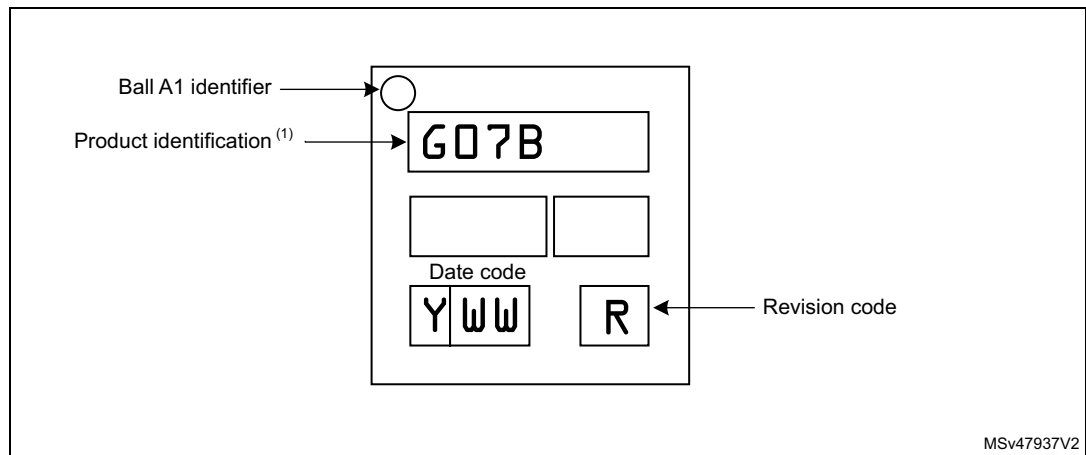 Ball A1 identifier
Product identification (1)
G07B
Date code
Y WW
R
Revision code
MSv47937V2